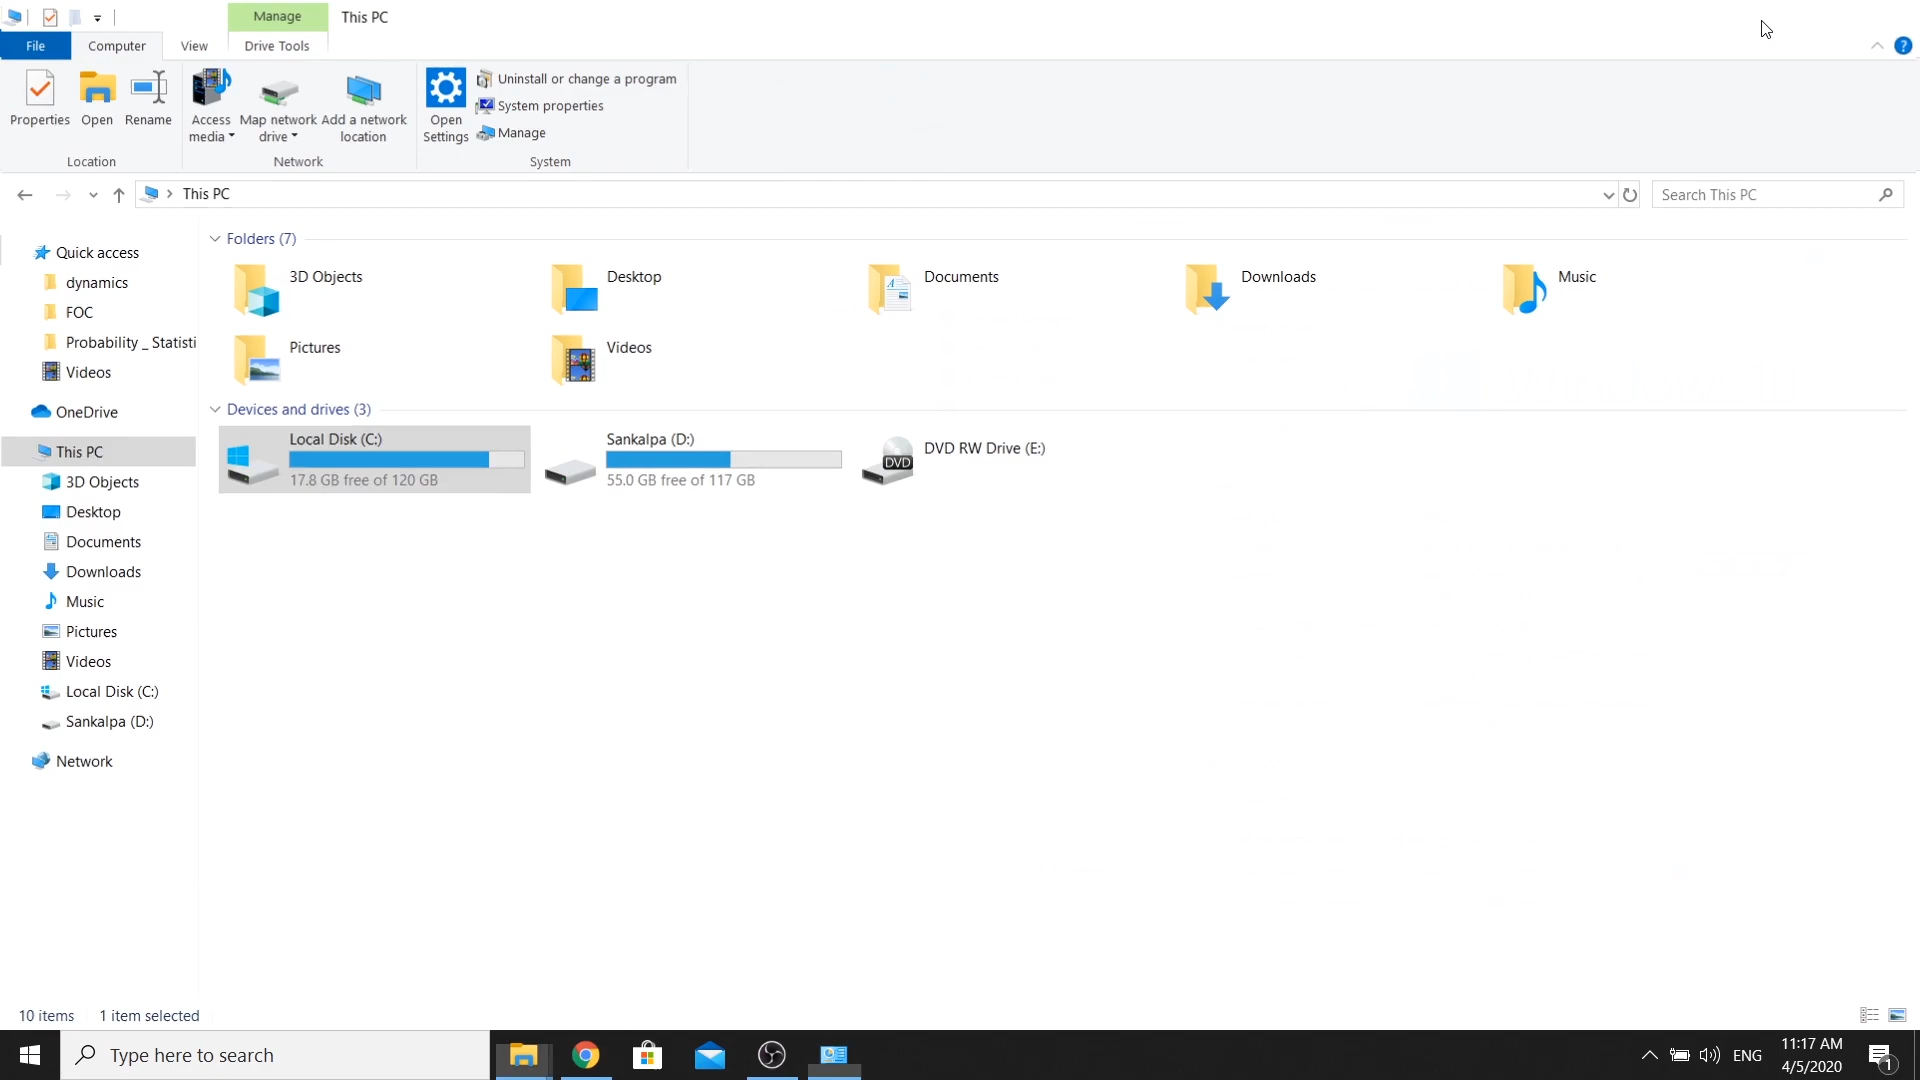 Manage
This PC
File
Computer
View
Drive Tools
Properties
Open
Rename
Access media
Map network drive
Add a network location
Open Settings
Uninstall or change a program
System properties
Manage
Location
Network
System
This PC
Search This PC
Quick access
dynamics
FOC
Probability _ Statisti
Videos
OneDrive
This PC
3D Objects
Desktop
Documents
Downloads
Music
Pictures
Videos
Local Disk (C:)
Sankalpa (D:)
Network
Folders (7)
3D Objects
Desktop
Documents
Downloads
Music
Pictures
Videos
Devices and drives (3)
Local Disk (C:)
17.8 GB free of 120 GB
Sankalpa (D:)
55.0 GB free of 117 GB
DVD
DVD RW Drive (E:)
10 items
1 item selected
Type here to search
ENG
11:17 AM
4/5/2020
1